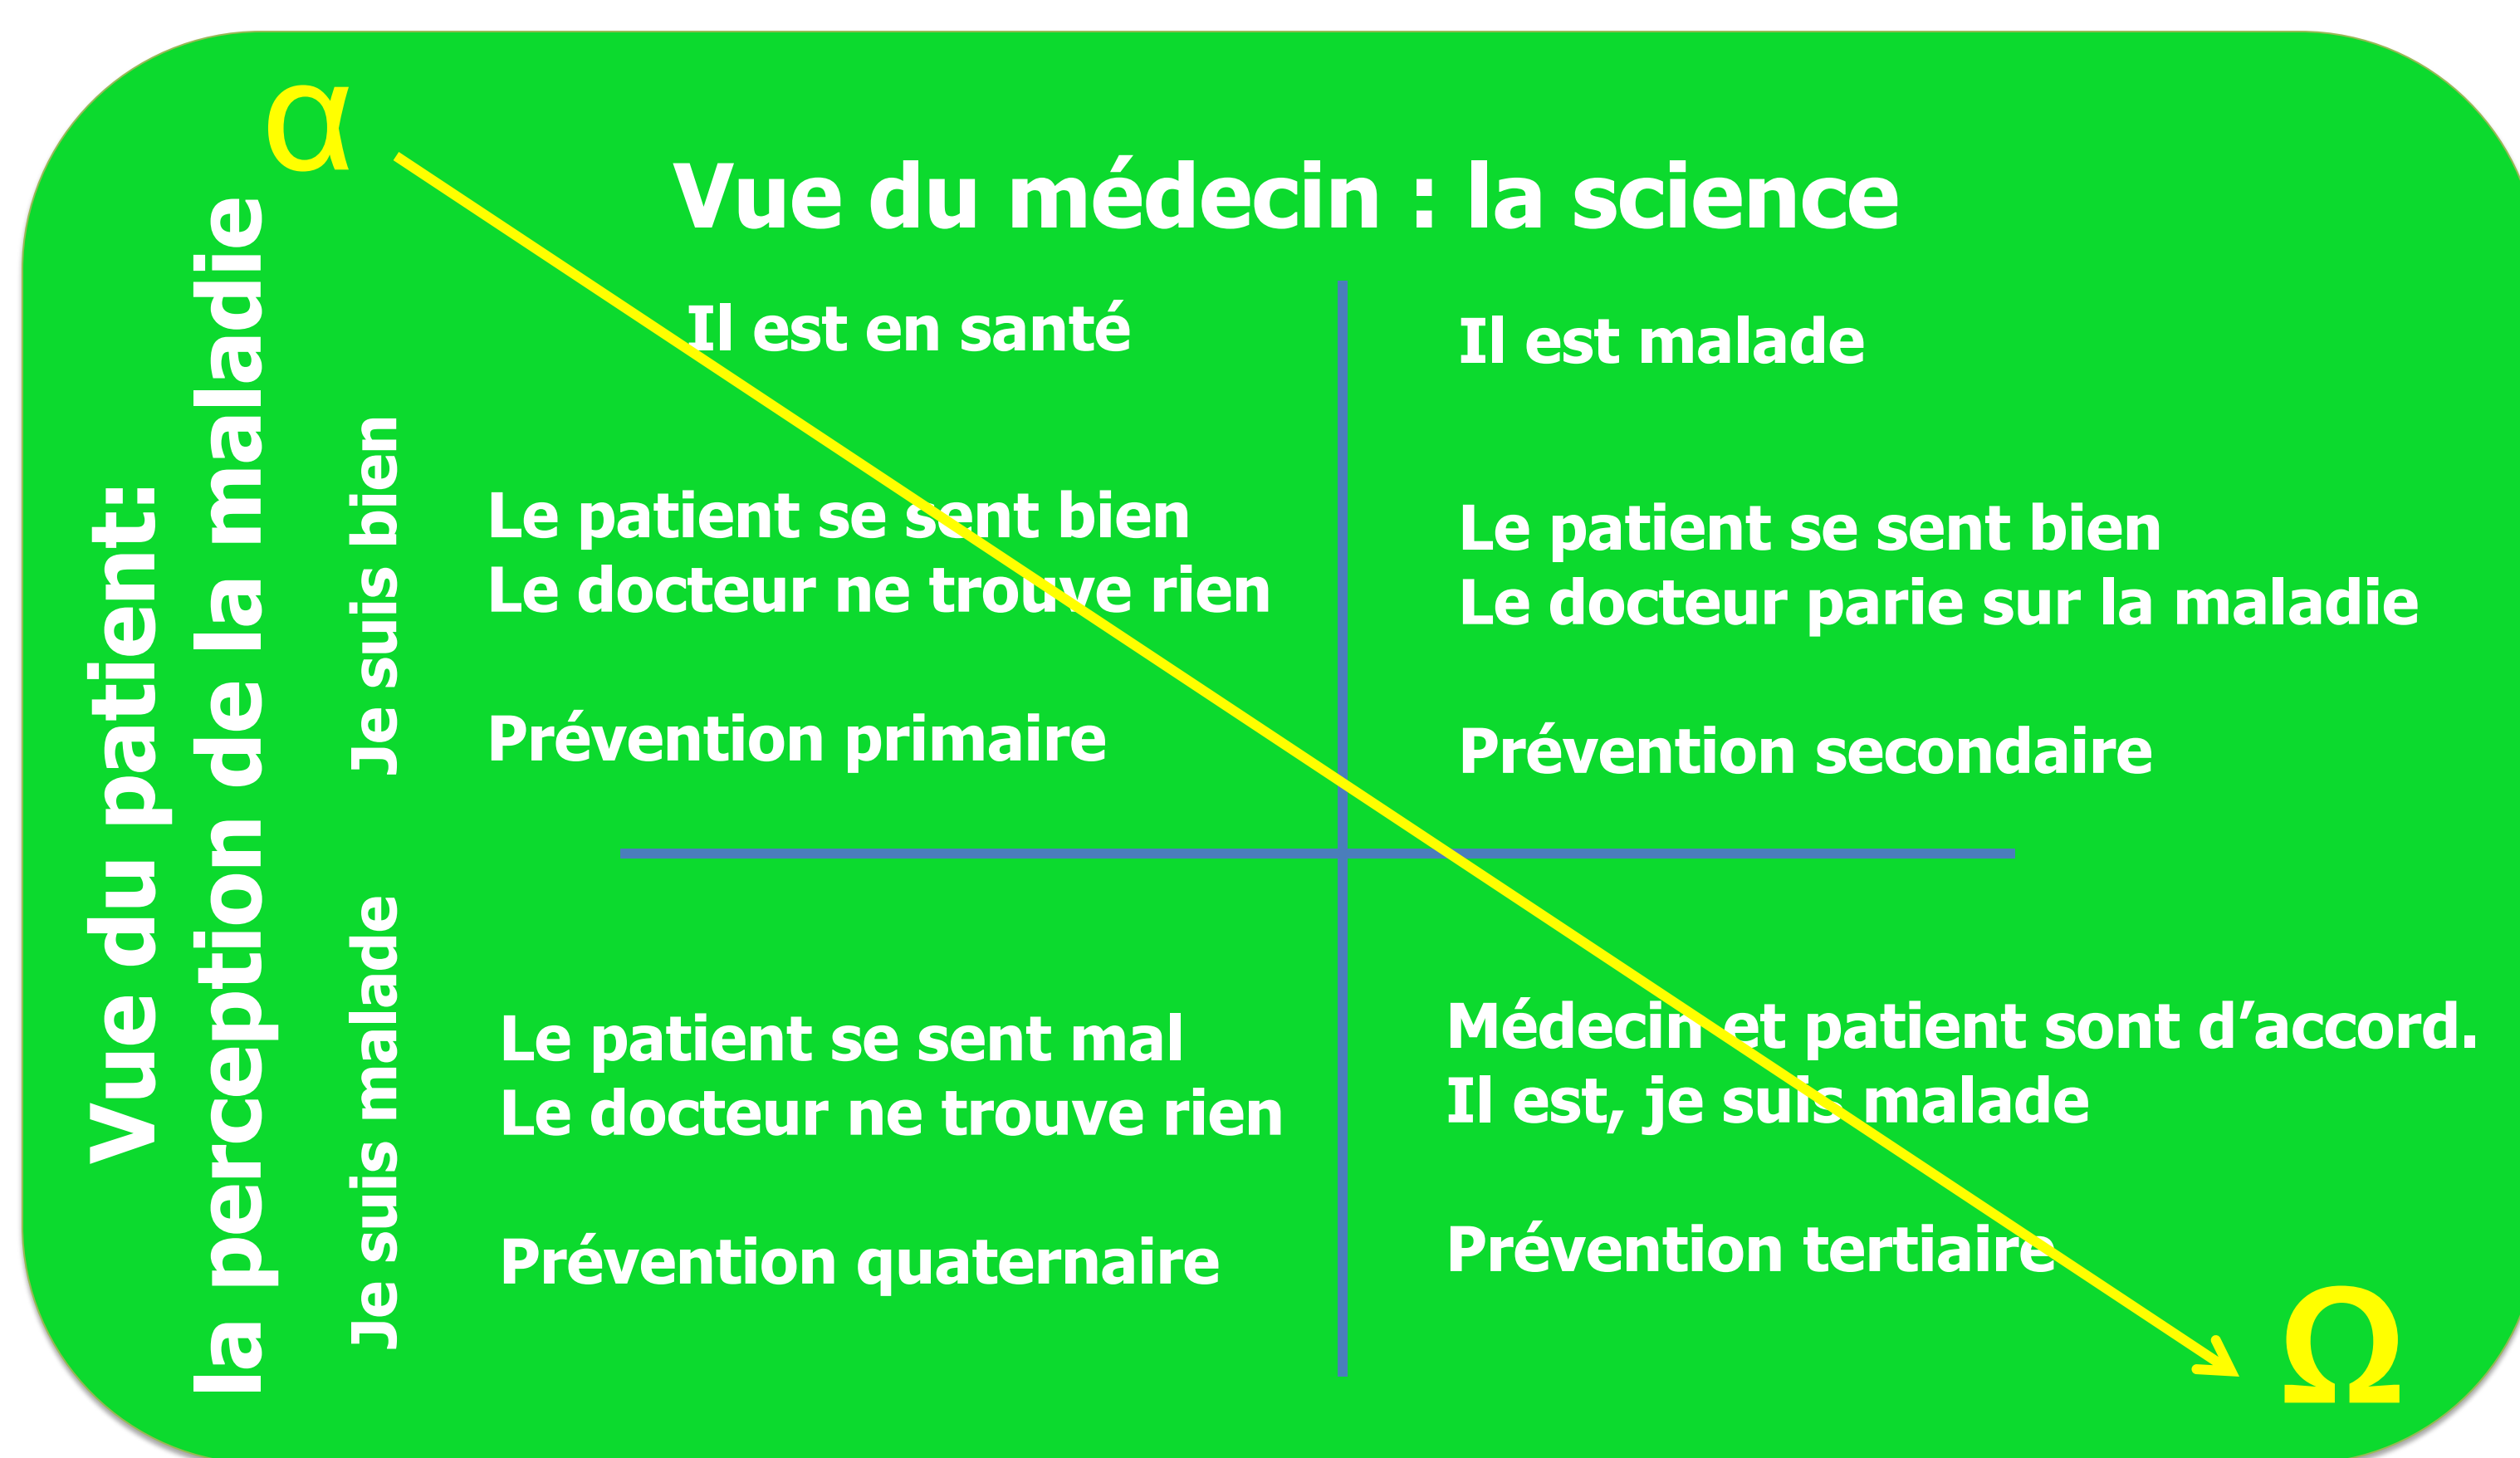 α
Vue du médecin : la science
Vue du patient:
la perception de la maladie
Il est en santé
Il est malade
Je suis bien
Le patient se sent bien
Le docteur ne trouve rien
Prévention primaire
Le patient se sent bien
Le docteur parie sur la maladie
Prévention secondaire
Je suis malade
Le patient se sent mal
Le docteur ne trouve rien
Prévention quaternaire
Médecin et patient sont d’accord.
Il est, je suis malade
Prévention tertiaire
Ω